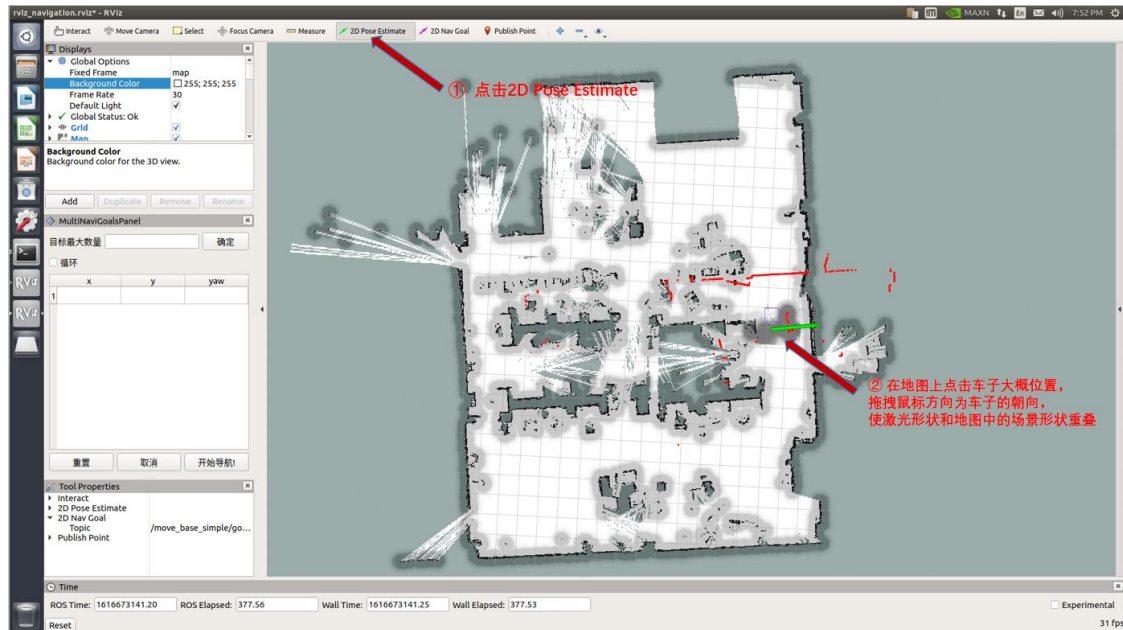 rviz_navigation.rviz* - RViz
MAXN
En
7:52 PM
Interact
Move Camera
Select
Focus Camera
Measure
2D Pose Estimate
2D Nav Goal
Publish Point
Displays
Global Options
Fixed Frame map
Background Color 255; 255; 255
Frame Rate 30
Default Light
Global Status: Ok
Grid
Map
Background Color
Background color for the 3D view.
Add
Duplicate
Remove
Rename
MultiNaviGoalsPanel
目标最大数量
确定
循环
x y yaw
1
重置
取消
开始导航!
Tool Properties
Interact
2D Pose Estimate
2D Nav Goal
Topic /move_base_simple/go...
Publish Point
① 点击2D Pose Estimate
② 在地图上点击车子大概位置，
拖拽鼠标方向为车子的朝向，
使激光形状和地图中的场景形状重叠
RViz
RViz
Time
ROS Time: 1616673141.20 ROS Elapsed: 377.56 Wall Time: 1616673141.25 Wall Elapsed: 377.53 Experimental
Reset
31 fps